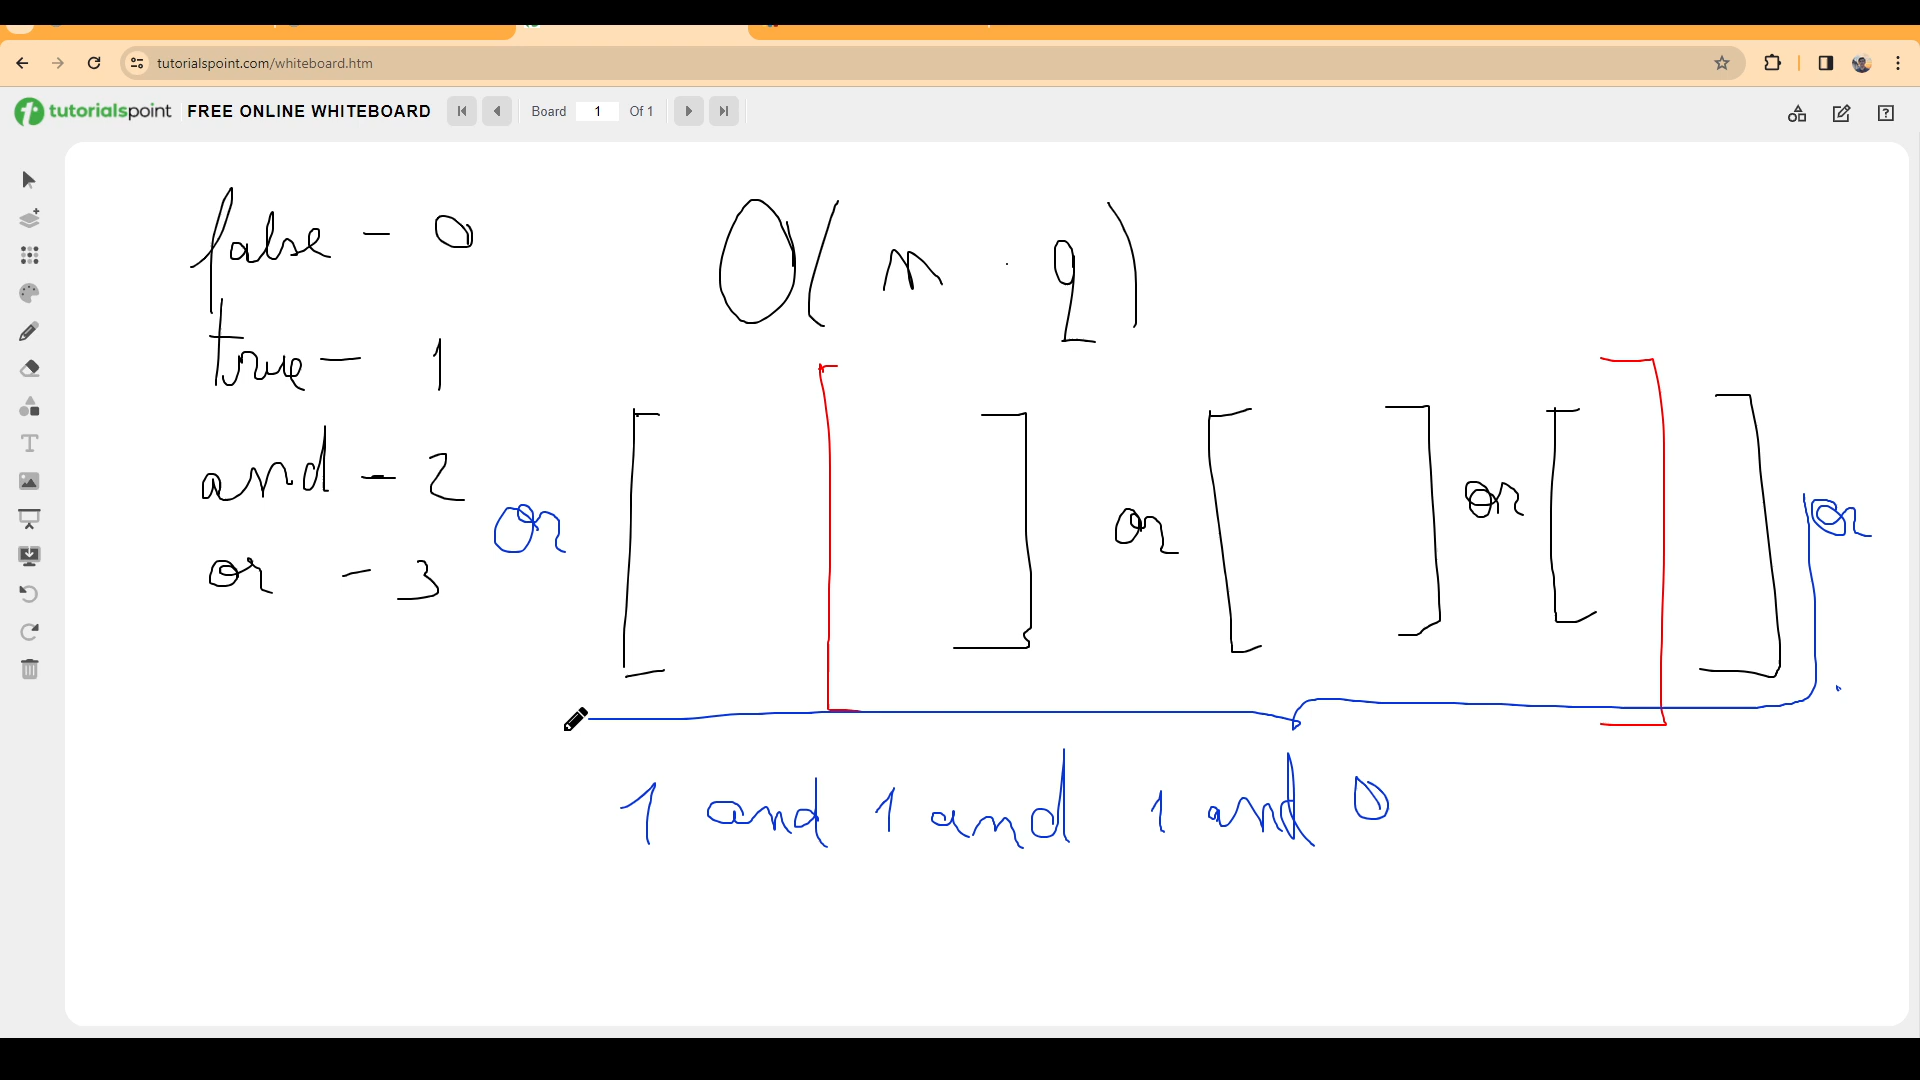 tutorialspoint.com/whiteboard.htm
tutorialspoint FREE ONLINE WHITEBOARD Board 1 Of 1
false - 0
O(n · q)
true - 1
and - 2
or - 3
or [ [ ] or [ ] or [ ] ] or
1 and 1 and 1 and 0